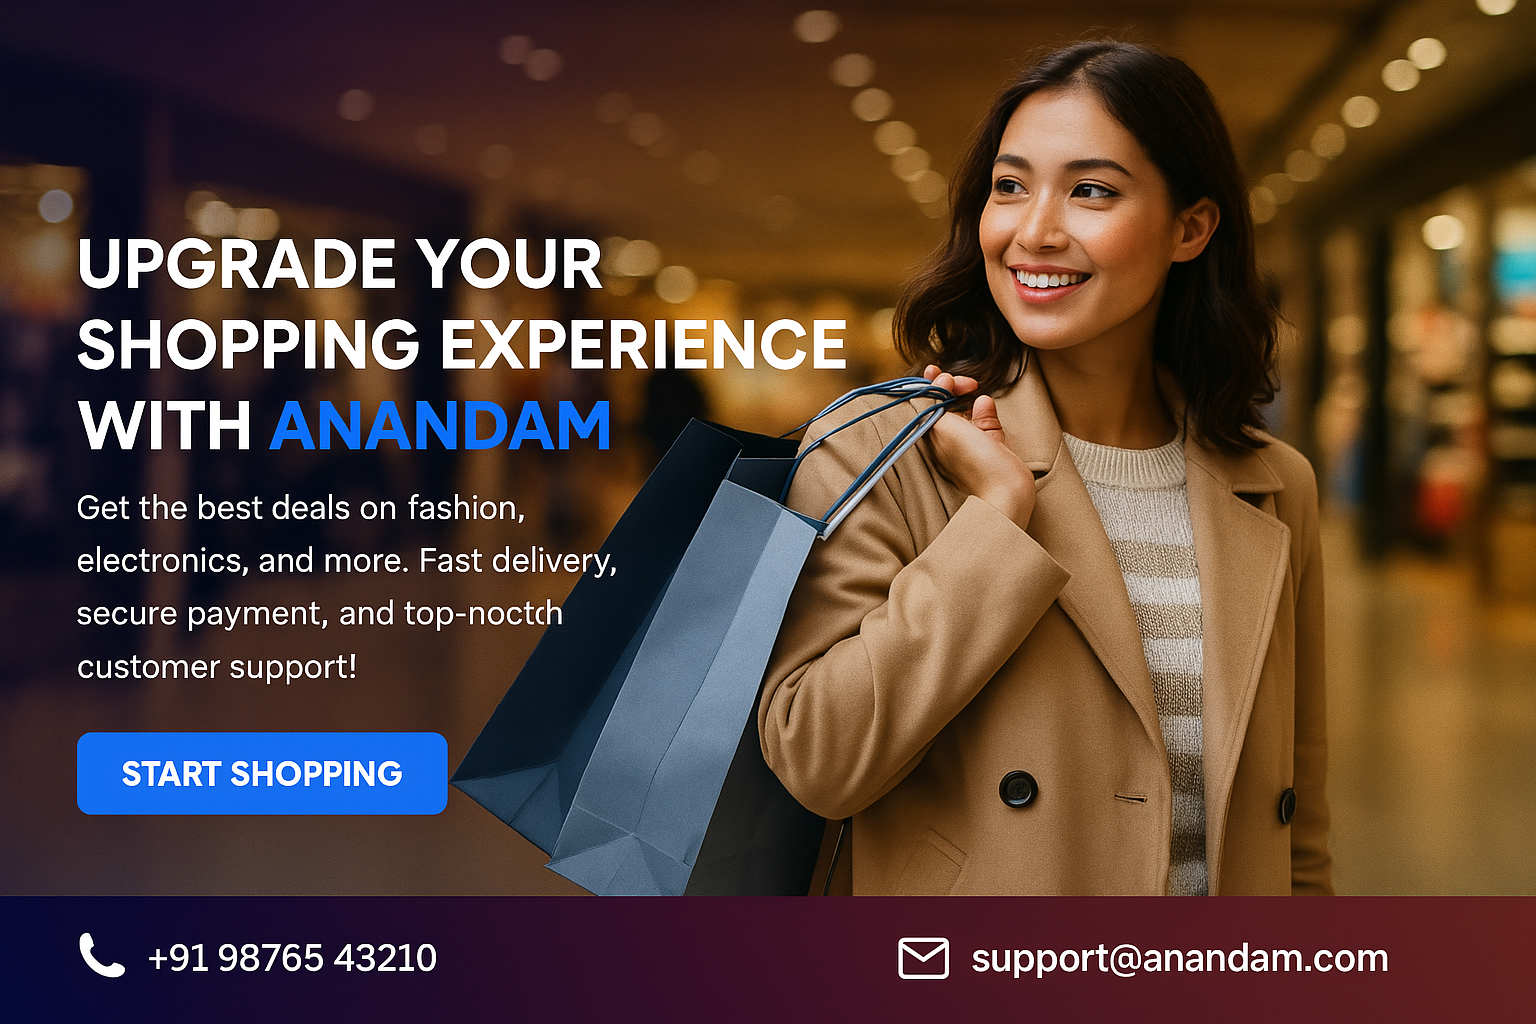 UPGRADE YOUR
SHOPPING EXPERIENCE
WITH ANANDAM
Get the best deals on fashion,
electronics, and more. Fast delivery,
secure payment, and top-noctch
customer support!
START SHOPPING
+91 98765 43210
support@anandam.com